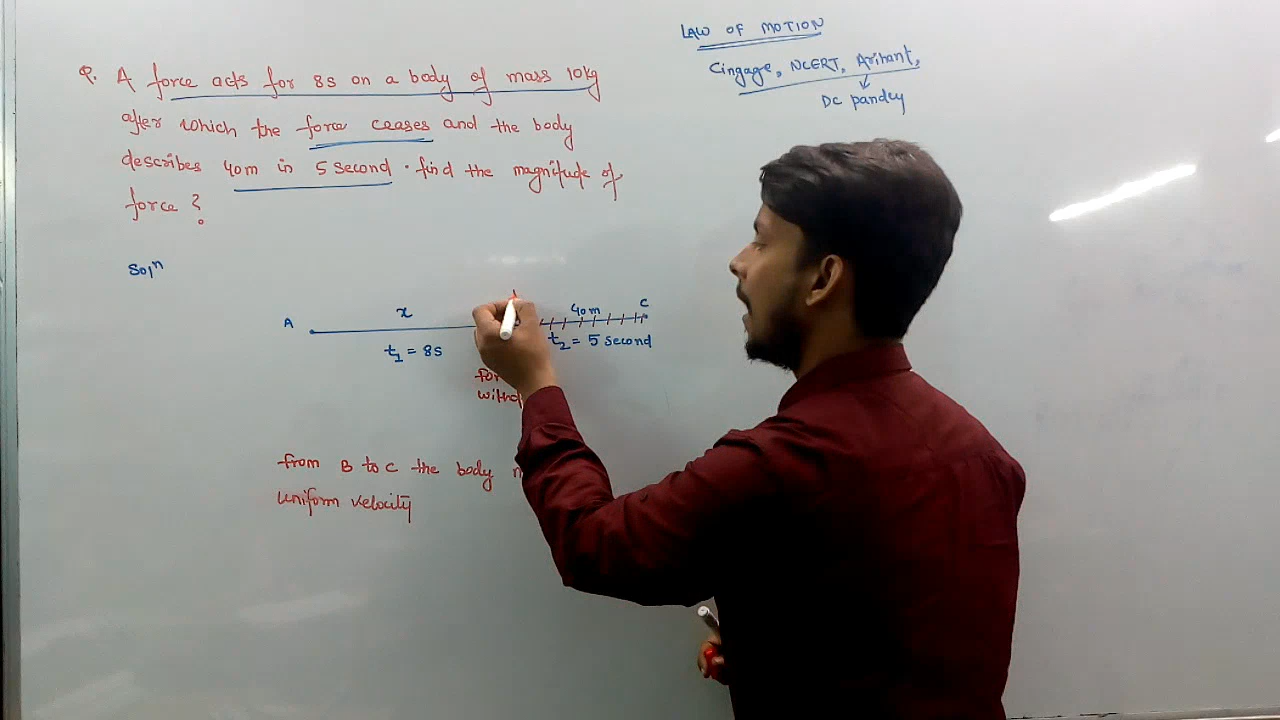 LAW OF MOTION
Cingage, NCERT, Arihant,
DC pandey
Q. A force acts for 8s on a body of mass 10kg
after which the force ceases and the body
describes 40m in 5 second . find the magnitude of
force ?
Solⁿ
A x 40m C
t₁ = 8s t₂ = 5 second
from B to C the body
uniform velocity